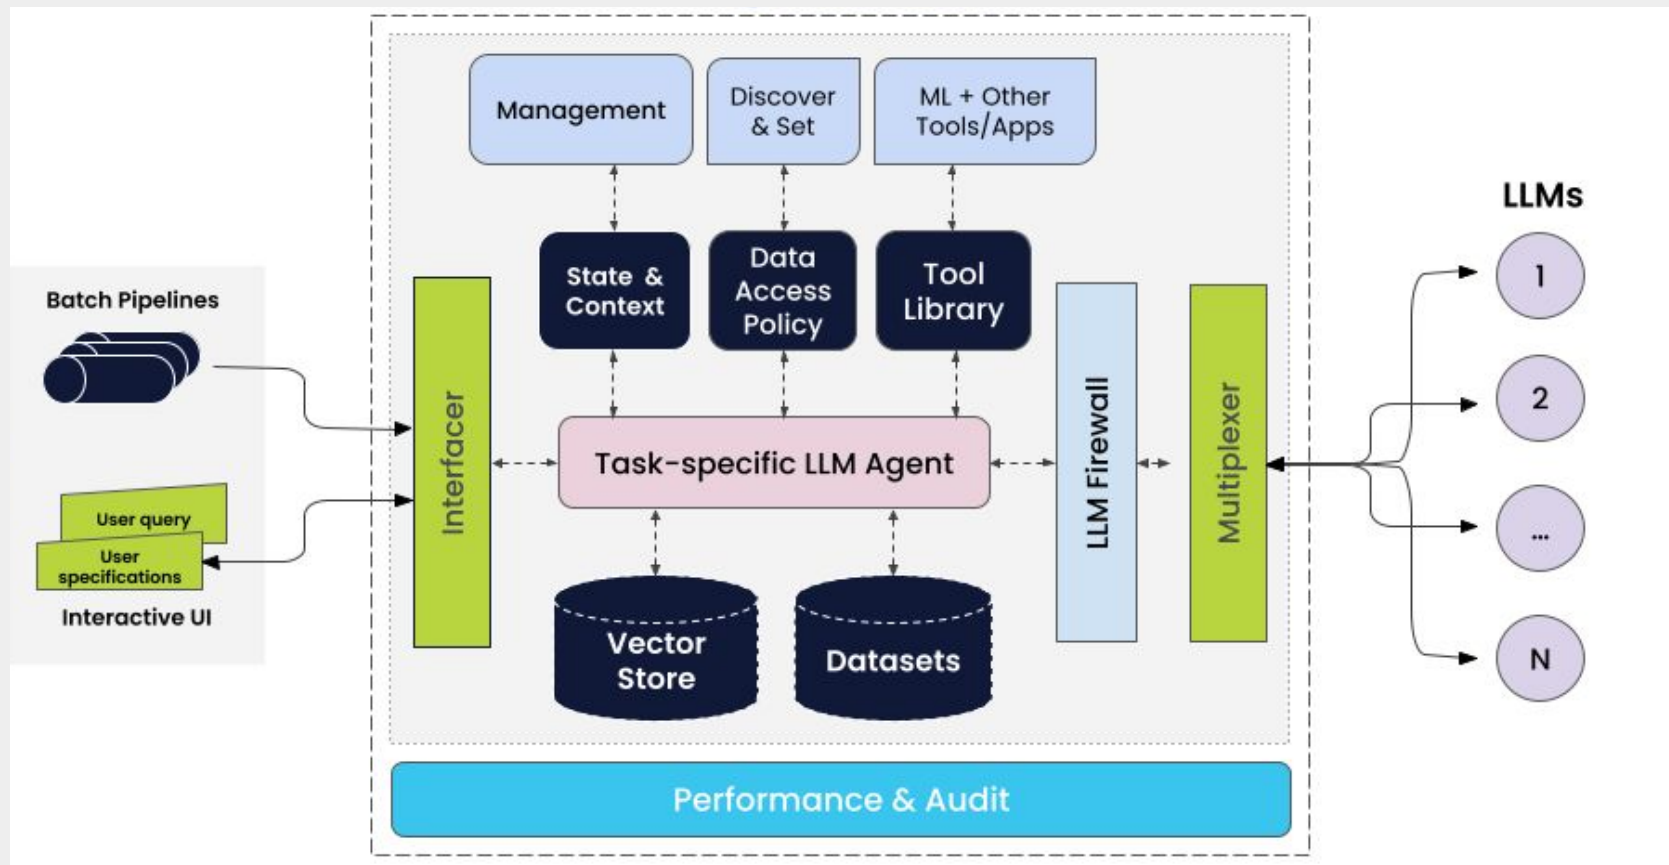 Management
Discover
& Set
ML + Other
Tools/Apps
LLMs
State &
Context
Data
Access
Policy
Tool
Library
Batch Pipelines
Interfacer
Task-specific LLM Agent
LLM Firewall
Multiplexer
1
2
...
N
User query
User
specifications
Interactive UI
Vector
Store
Datasets
Performance & Audit